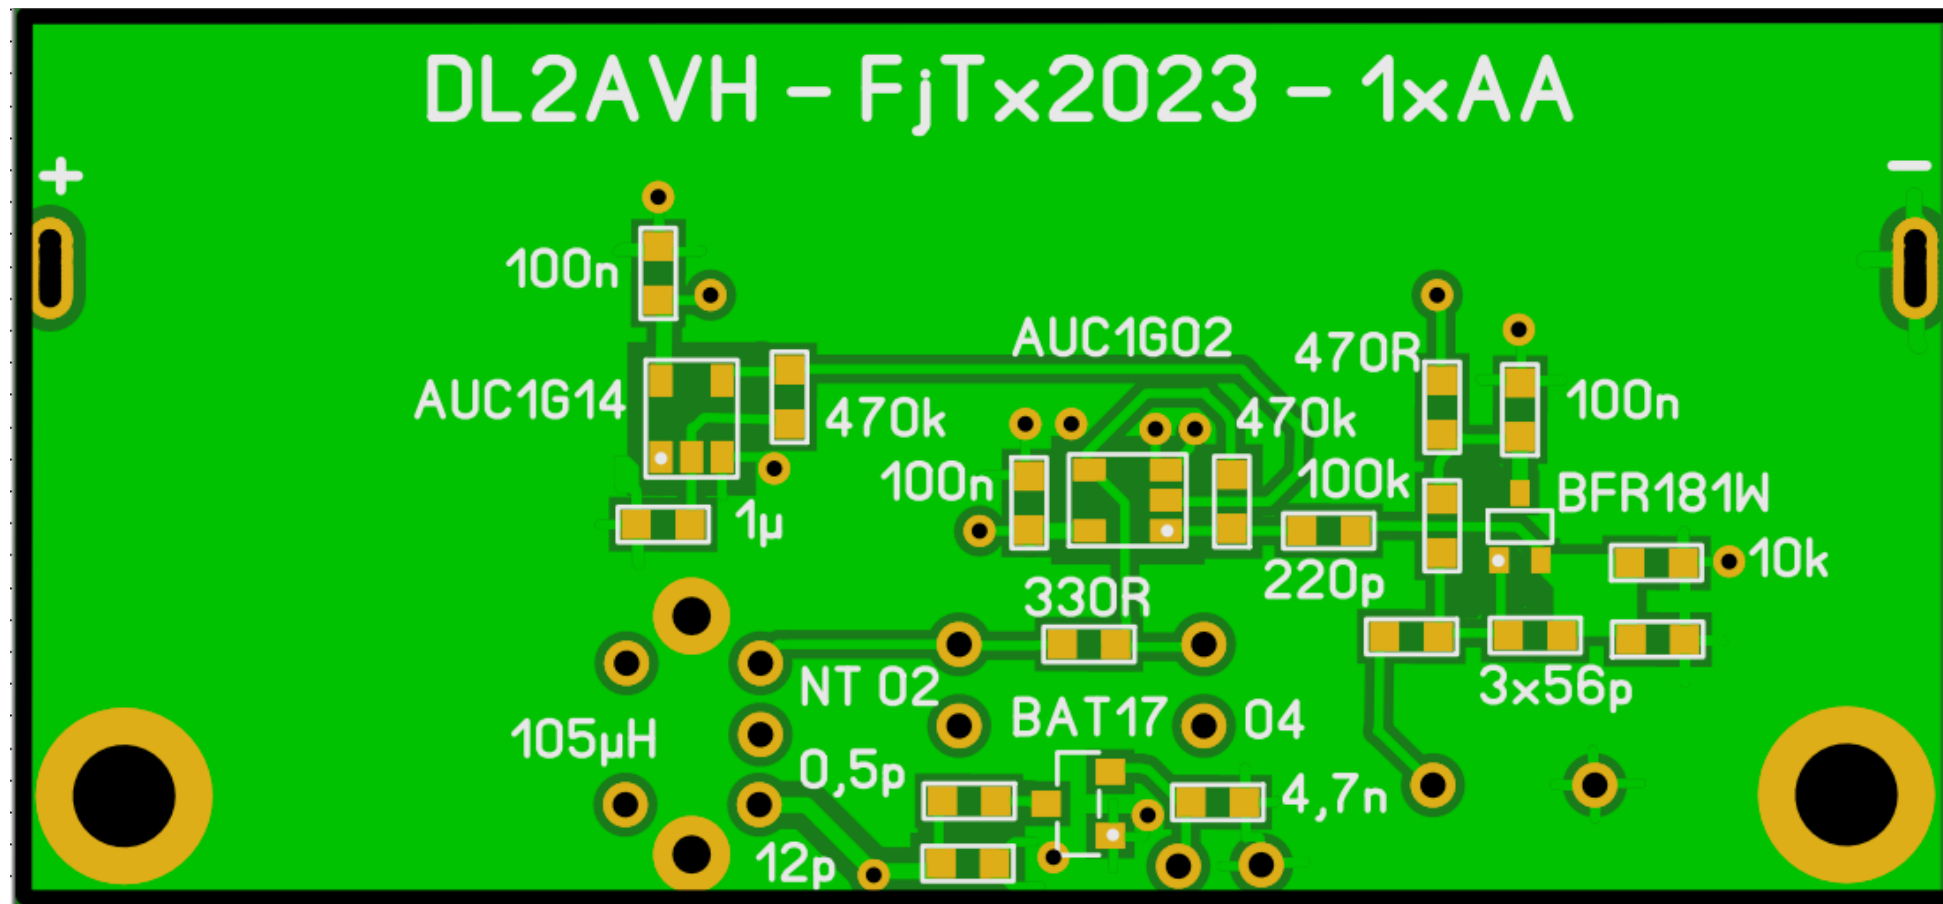 DL2AVH – FjTx2023 – 1xAA
+
–
100n
AUC1G02
470R
AUC1G14
470k
470k
100n
100n
100k
BFR181W
1µ
10k
330R
220p
NT 02
3x56p
BAT17
04
105µH
0,5p
4,7n
12p